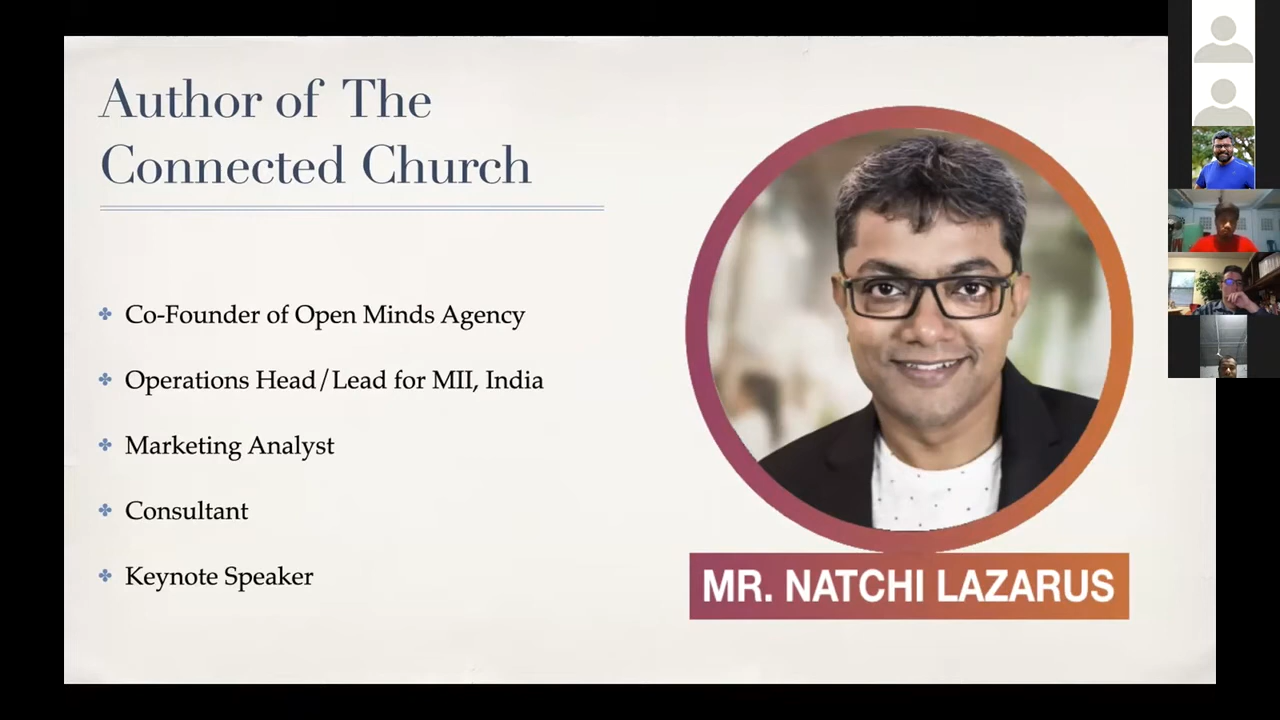 Author of The
Connected Church
Co-Founder of Open Minds Agency
Operations Head/Lead for MII, India
Marketing Analyst
Consultant
Keynote Speaker
MR. NATCHI LAZARUS